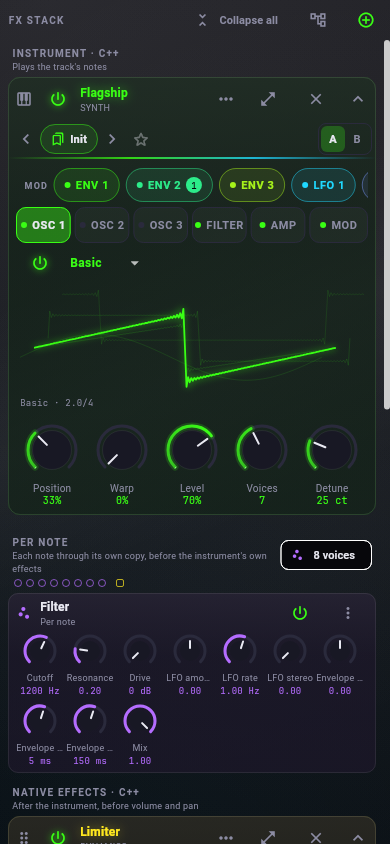 FX STACK
Collapse all
INSTRUMENT · C++
Plays the track's notes
Flagship
SYNTH
Init
A B
MOD ENV 1 ENV 2 1 ENV 3 LFO 1
OSC 1 OSC 2 OSC 3 FILTER AMP MOD
Basic
Basic · 2.0/4
Position Warp Level Voices Detune
33% 0% 70% 7 25 ct
PER NOTE
Each note through its own copy, before the instrument's own
effects
8 voices
Filter
Per note
Cutoff Resonance Drive LFO amo… LFO rate LFO stereo Envelope …
1200 Hz 0.20 0 dB 0.00 1.00 Hz 0.00 0.00
Envelope … Envelope … Mix
5 ms 150 ms 1.00
NATIVE EFFECTS · C++
After the instrument, before volume and pan
Limiter